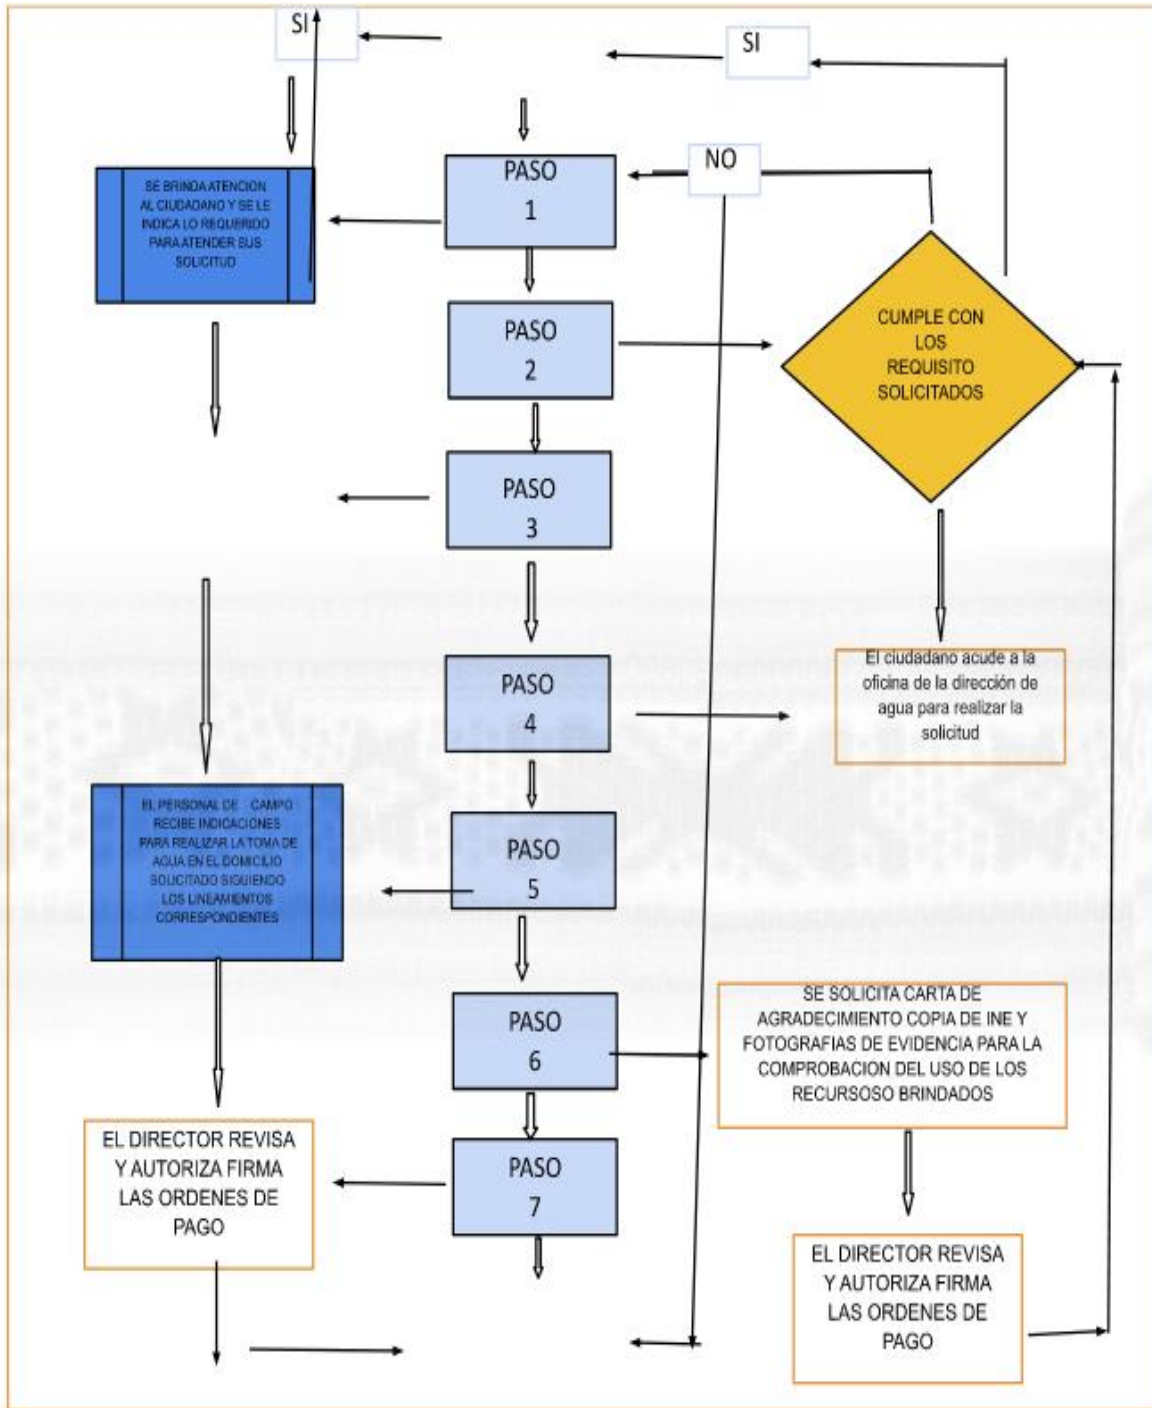 SI
SI
NO
PASO
1
SE BRINDA ATENCION
AL CIUDADANO Y SE LE
INDICA LO REQUERIDO
PARA ATENDER SUS
SOLICITUD
PASO
2
CUMPLE CON
LOS
REQUISITO
SOLICITADOS
PASO
3
PASO
4
El ciudadano acude a la
oficina de la dirección de
agua para realizar la
solicitud
EL PERSONAL DE CAMPO
RECIBE INDICACIONES
PARA REALIZAR LA TOMA DE
AGUA EN EL DOMICILIO
SOLICITADO SIGUIENDO
LOS LINEAMIENTOS
CORRESPONDIENTES
PASO
5
PASO
6
SE SOLICITA CARTA DE
AGRADECIMIENTO COPIA DE INE Y
FOTOGRAFIAS DE EVIDENCIA PARA LA
COMPROBACION DEL USO DE LOS
RECURSOSO BRINDADOS
EL DIRECTOR REVISA
Y AUTORIZA FIRMA
LAS ORDENES DE
PAGO
PASO
7
EL DIRECTOR REVISA
Y AUTORIZA FIRMA
LAS ORDENES DE
PAGO